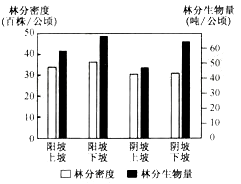 林分密度
(百株/公顷)
林分生物量
(吨/公顷)
50
40
30
20
10
0
60
50
40
30
20
10
0
阳坡
上坡
阳坡
下坡
阴坡
上坡
阴坡
下坡
林分密度
林分生物量